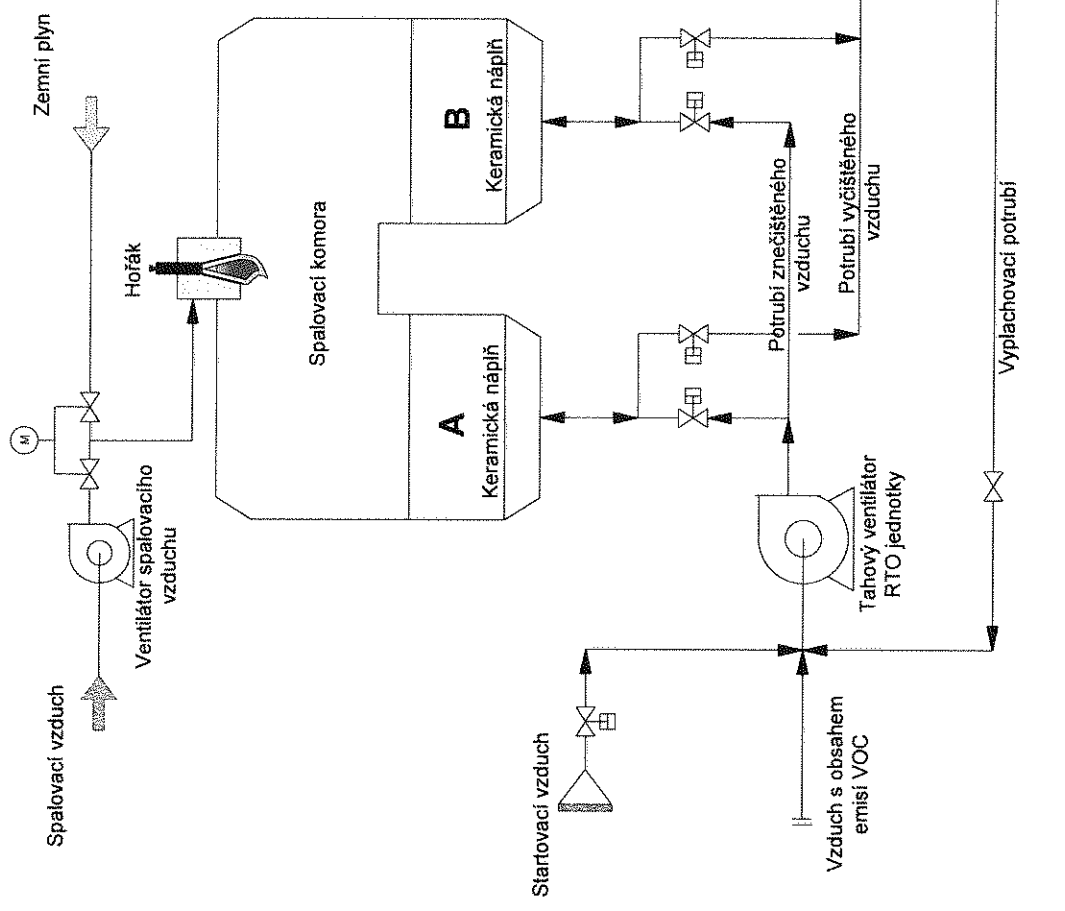 Zemní plyn
Spalovací vzduch
M
Ventilátor spalovacího
vzduchu
Hořák
Spalovací komora
A
Keramická náplň
B
Keramická náplň
Startovací vzduch
Vzduch s obsahem
emisí VOC
Tahový ventilátor
RTO jednotky
Potrubí znečištěného
vzduchu
Potrubí vyčištěného
vzduchu
Vyplachovací potrubí